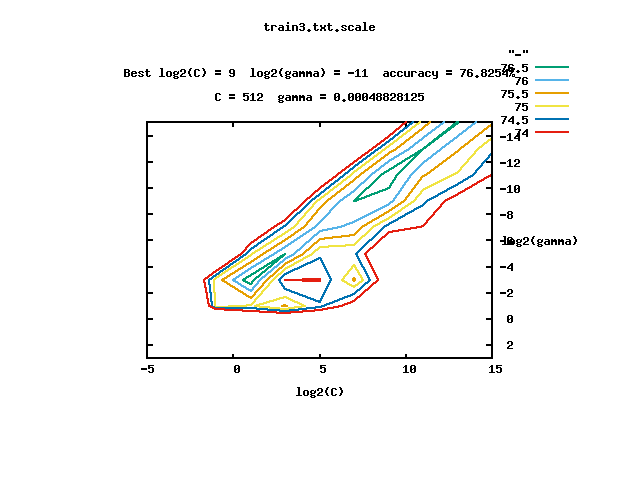 train3.txt.scale
"-"
Best log2(C) = 9 log2(gamma) = -11 accuracy = 76.8254%
76.5
76
75.5
75
74.5
74
C = 512 gamma = 0.00048828125
-14
-12
-10
-8
-6
log2(gamma)
-4
-2
0
2
-5 0 5 10 15
log2(C)